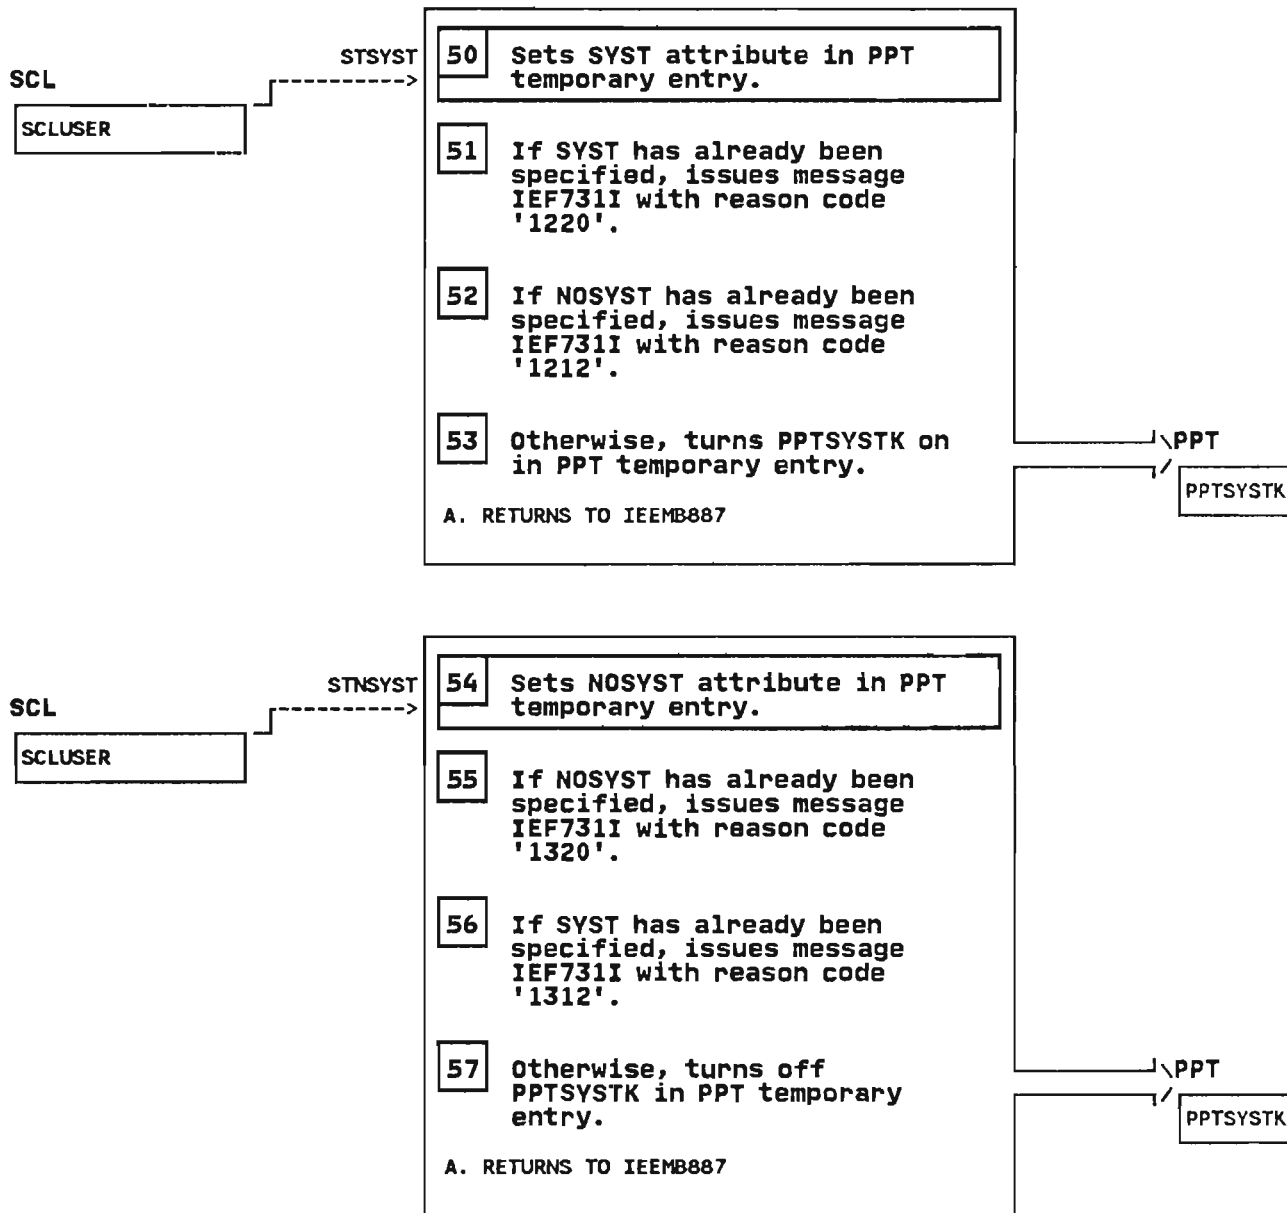 STSYST
50 Sets SYST attribute in PPT
temporary entry.
SCL
SCLUSER
51 If SYST has already been
specified, issues message
IEF731I with reason code
'1220'.
52 If NOSYST has already been
specified, issues message
IEF731I with reason code
'1212'.
53 Otherwise, turns PPTSYSTK on
in PPT temporary entry.
\PPT
/
PPTSYSTK
A. RETURNS TO IEEMB887
STNSYST
54 Sets NOSYST attribute in PPT
temporary entry.
SCL
SCLUSER
55 If NOSYST has already been
specified, issues message
IEF731I with reason code
'1320'.
56 If SYST has already been
specified, issues message
IEF731I with reason code
'1312'.
57 Otherwise, turns off
PPTSYSTK in PPT temporary
entry.
\PPT
/
PPTSYSTK
A. RETURNS TO IEEMB887